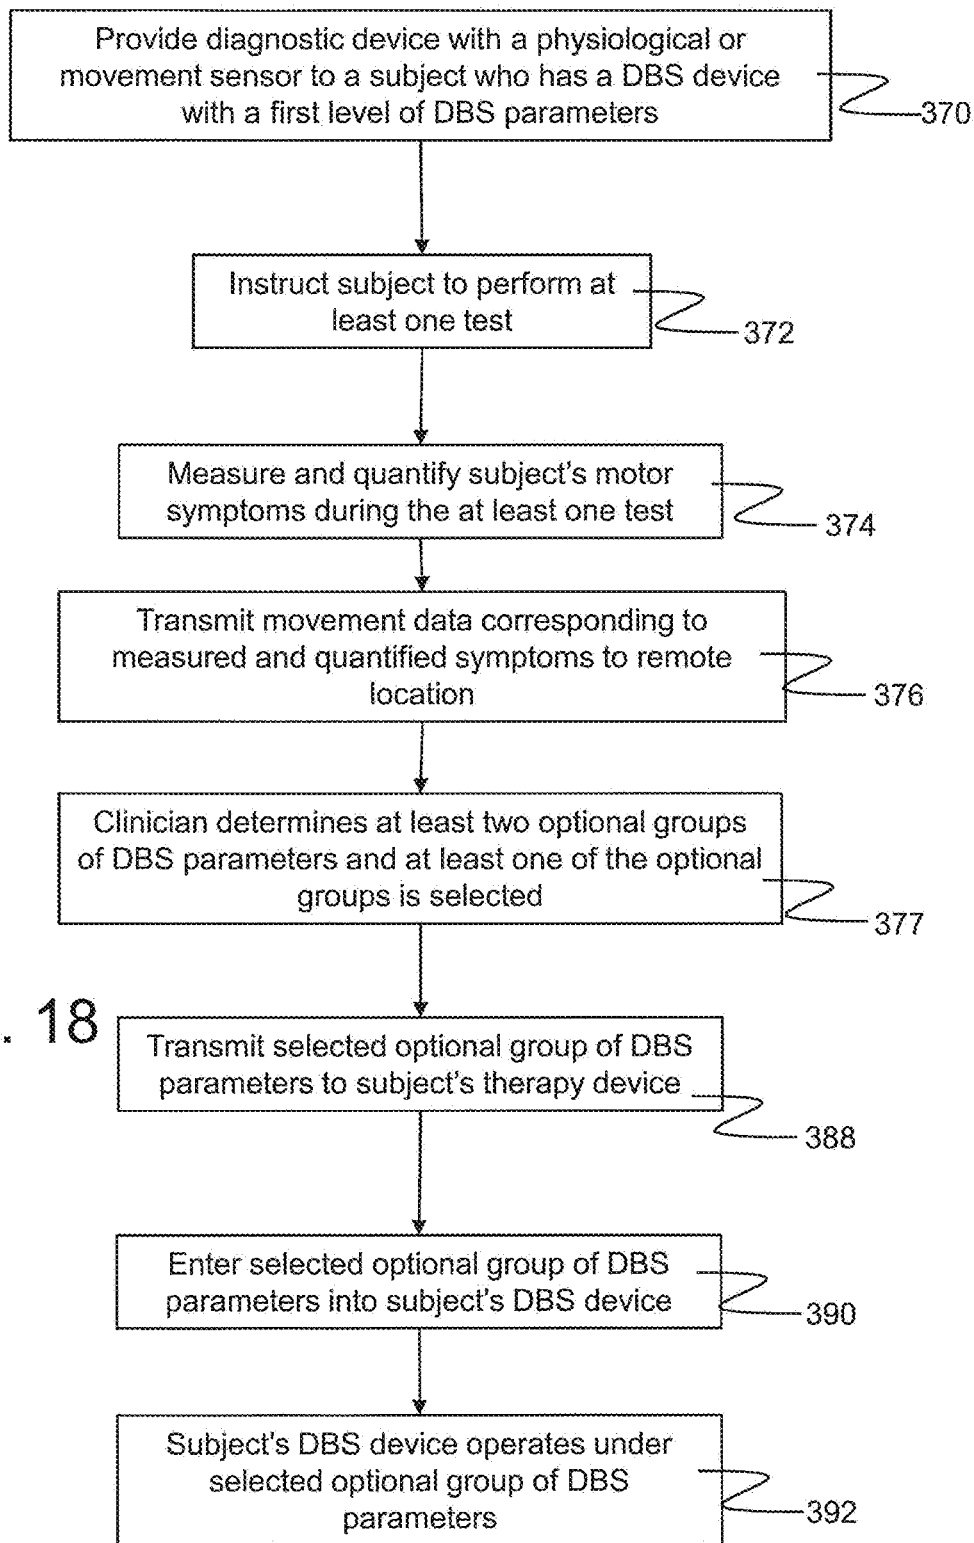 Provide diagnostic device with a physiological or
movement sensor to a subject who has a DBS device
with a first level of DBS parameters
370
Instruct subject to perform at
least one test
372
Measure and quantify subject's motor
symptoms during the at least one test
374
Transmit movement data corresponding to
measured and quantified symptoms to remote
location
376
Clinician determines at least two optional groups
of DBS parameters and at least one of the optional
groups is selected
377
. 18
Transmit selected optional group of DBS
parameters to subject's therapy device
388
Enter selected optional group of DBS
parameters into subject's DBS device
390
Subject's DBS device operates under
selected optional group of DBS
parameters
392